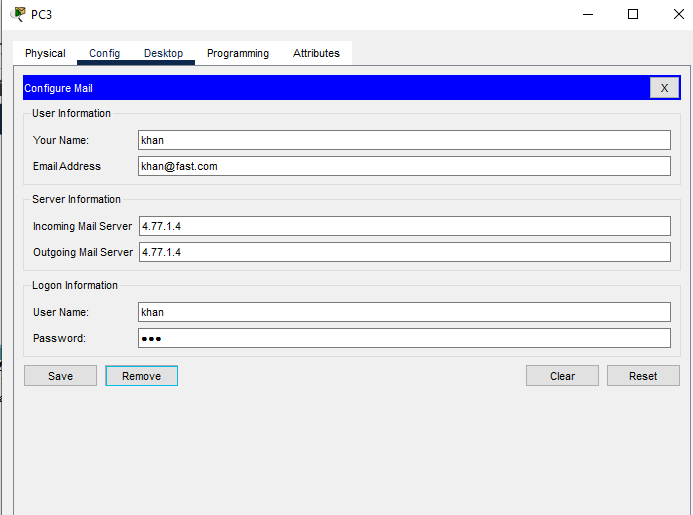 PC3
Physical Config Desktop Programming Attributes
Configure Mail X
User Information
Your Name: khan
Email Address khan@fast.com
Server Information
Incoming Mail Server 4.77.1.4
Outgoing Mail Server 4.77.1.4
Logon Information
User Name: khan
Password: ●●●
Save Remove Clear Reset